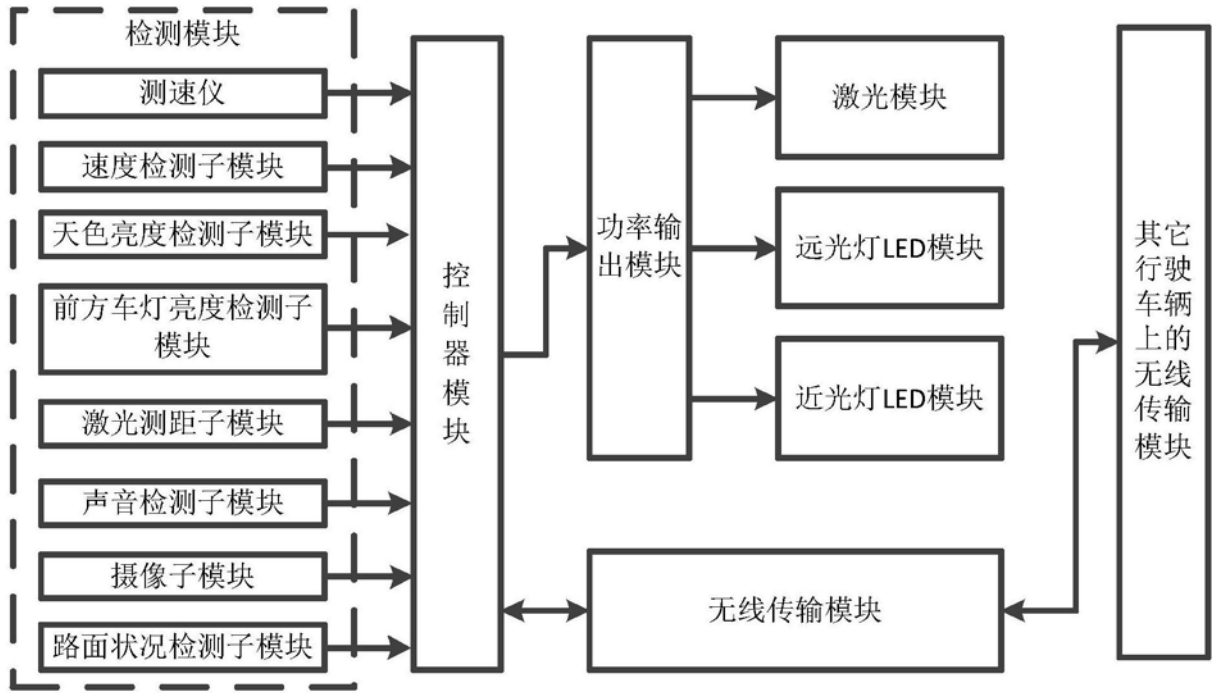 检测模块
测速仪
速度检测子模块
天色亮度检测子模块
前方车灯亮度检测子
模块
激光测距子模块
声音检测子模块
摄像子模块
路面状况检测子模块
控
制
器
模
块
功率输
出模块
激光模块
远光灯LED模块
近光灯LED模块
无线传输模块
其它
行驶
车辆
上的
无线
传输
模块